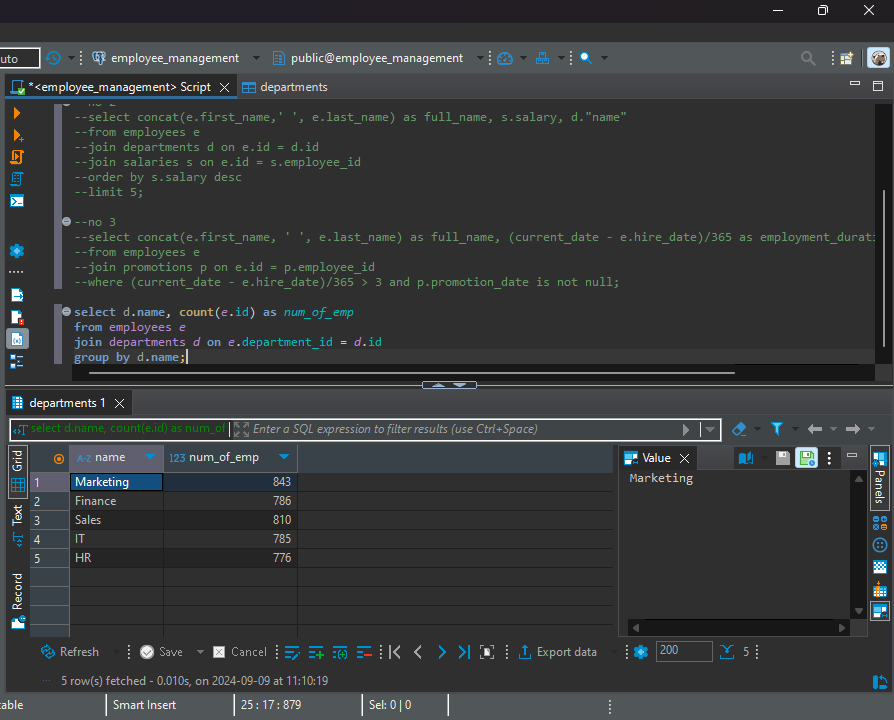 uto employee_management public@employee_management
*<employee_management> Script departments
--select concat(e.first_name,' ', e.last_name) as full_name, s.salary, d."name"
--from employees e
--join departments d on e.id = d.id
--join salaries s on e.id = s.employee_id
--order by s.salary desc
--limit 5;
--no 3
--select concat(e.first_name, ' ', e.last_name) as full_name, (current_date - e.hire_date)/365 as employment_durati
--from employees e
--join promotions p on e.id = p.employee_id
--where (current_date - e.hire_date)/365 > 3 and p.promotion_date is not null;
select d.name, count(e.id) as num_of_emp
from employees e
join departments d on e.department_id = d.id
group by d.name;
departments 1
select d.name, count(e.id) as num_of Enter a SQL expression to filter results (use Ctrl+Space)
Grid
Text
Record
A-Z name 123 num_of_emp
1 Marketing 843
2 Finance 786
3 Sales 810
4 IT 785
5 HR 776
Value
Marketing
Panels
Refresh Save Cancel Export data 200 5
5 row(s) fetched - 0.010s, on 2024-09-09 at 11:10:19
able Smart Insert 25 : 17 : 879 Sel: 0 | 0